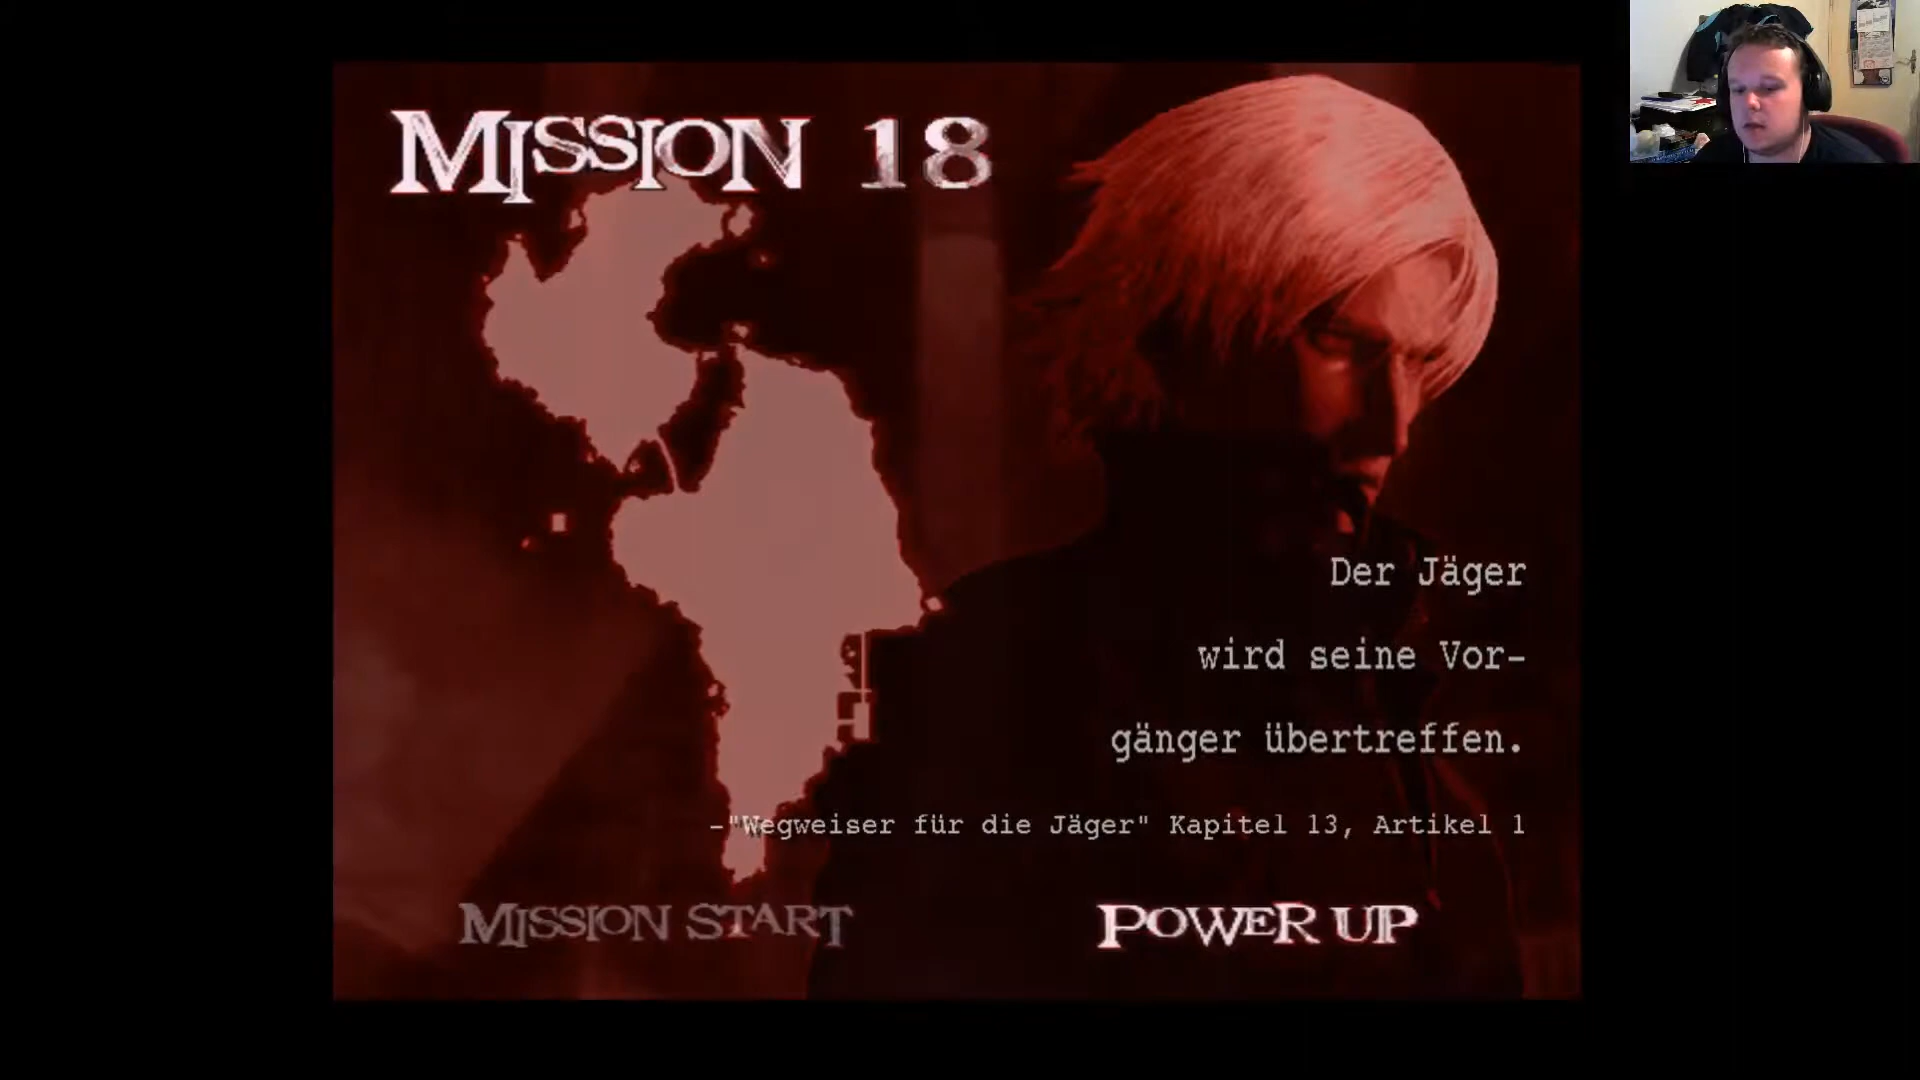 MISSION 18
Der Jäger
wird seine Vor-
gänger übertreffen.
-"Wegweiser für die Jäger" Kapitel 13, Artikel 1
MISSION START
POWER UP